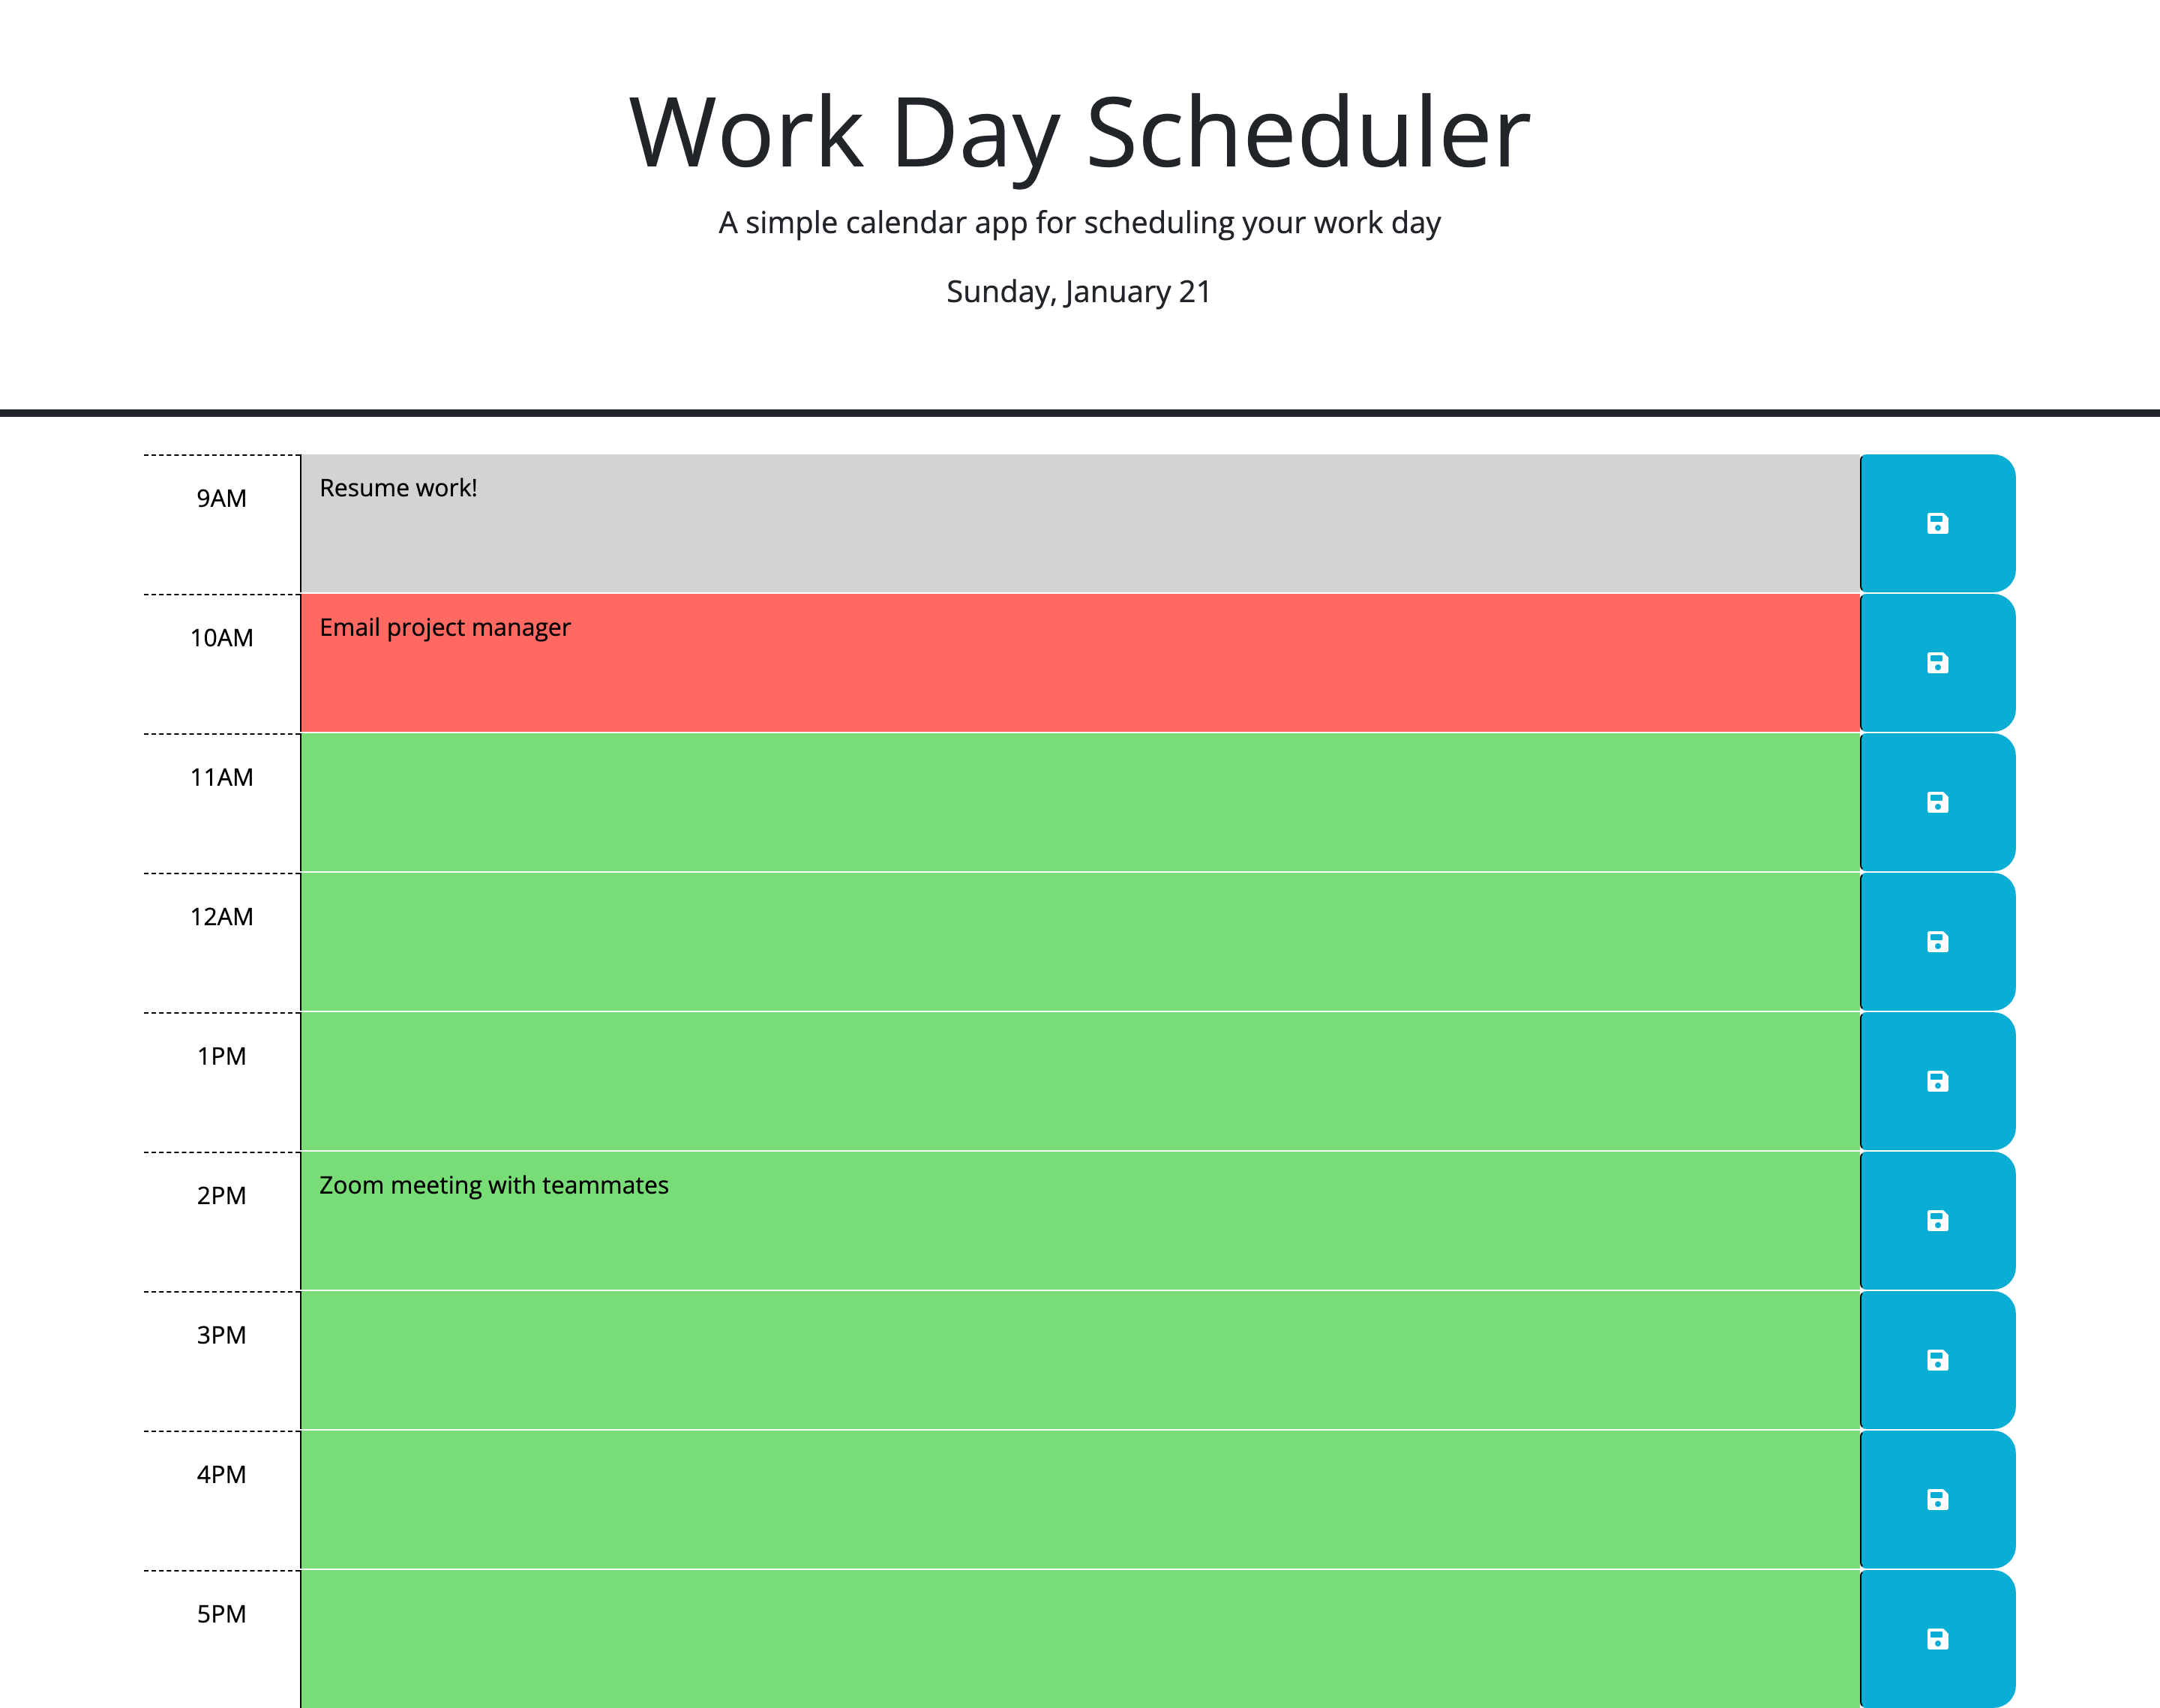 Work Day Scheduler
A simple calendar app for scheduling your work day
Sunday, January 21
9AM
Resume work!
10AM
Email project manager
11AM
12AM
1PM
2PM
Zoom meeting with teammates
3PM
4PM
5PM